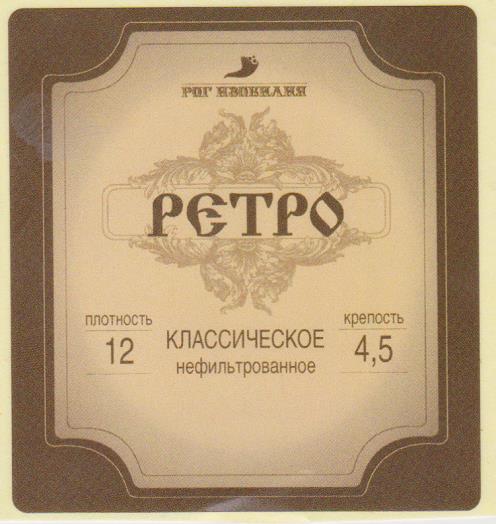 РОГ ИЗОБИЛИЯ
РЕТРО
плотность
12
КЛАССИЧЕСКОЕ
нефильтрованное
крепость
4,5